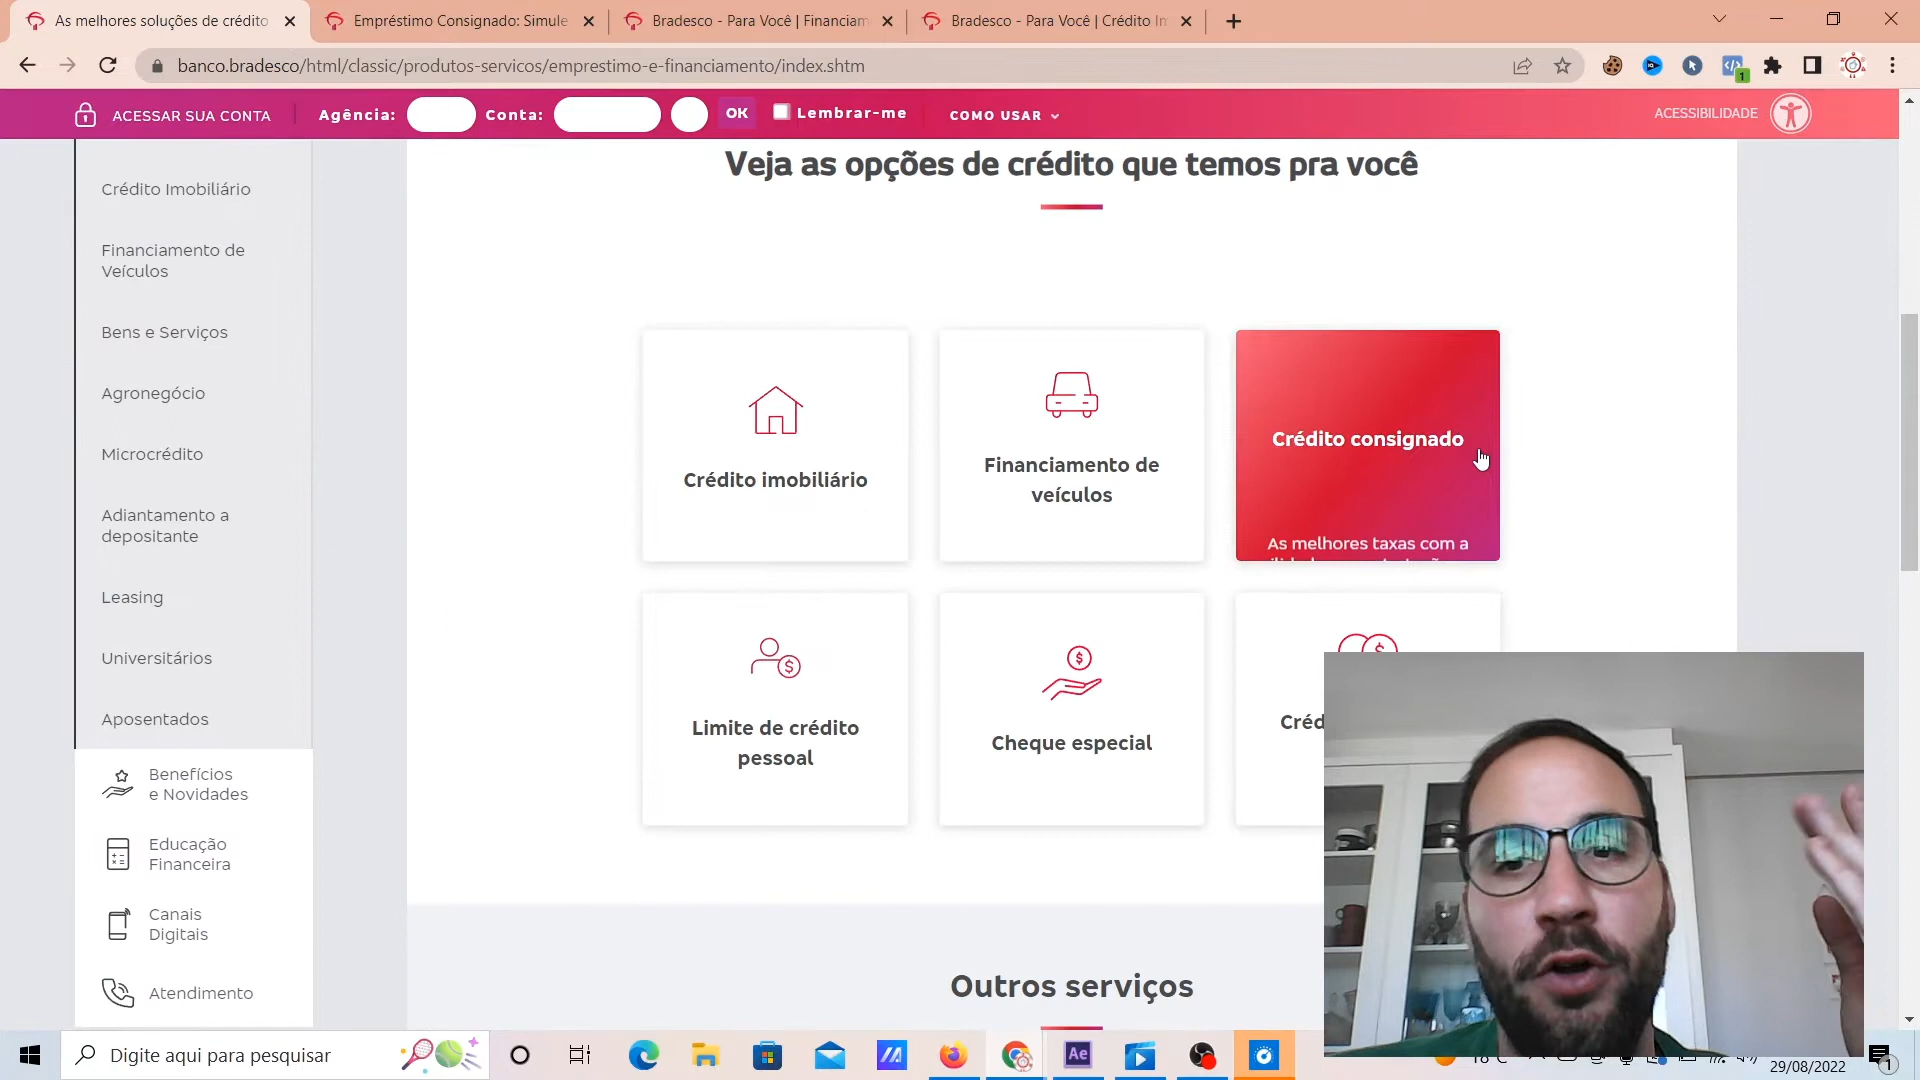 As melhores soluções de crédito
Empréstimo Consignado: Simule
Bradesco - Para Você | Financiam
Bradesco - Para Você | Crédito Im
banco.bradesco/html/classic/produtos-servicos/emprestimo-e-financiamento/index.shtm
1
ACESSAR SUA CONTA
Agência:
Conta:
OK
Lembrar-me
COMO USAR
ACESSIBILIDADE
Crédito Imobiliário
Financiamento de
Veículos
Bens e Serviços
Agronegócio
Microcrédito
Adiantamento a
depositante
Leasing
Universitários
Aposentados
Benefícios
e Novidades
Educação
Financeira
Canais
Digitais
Atendimento
Veja as opções de crédito que temos pra você
Crédito imobiliário
Financiamento de
veículos
Crédito consignado
As melhores taxas com a
Limite de crédito
pessoal
Cheque especial
Outros serviços
Digite aqui para pesquisar
Ae
29/08/2022
1